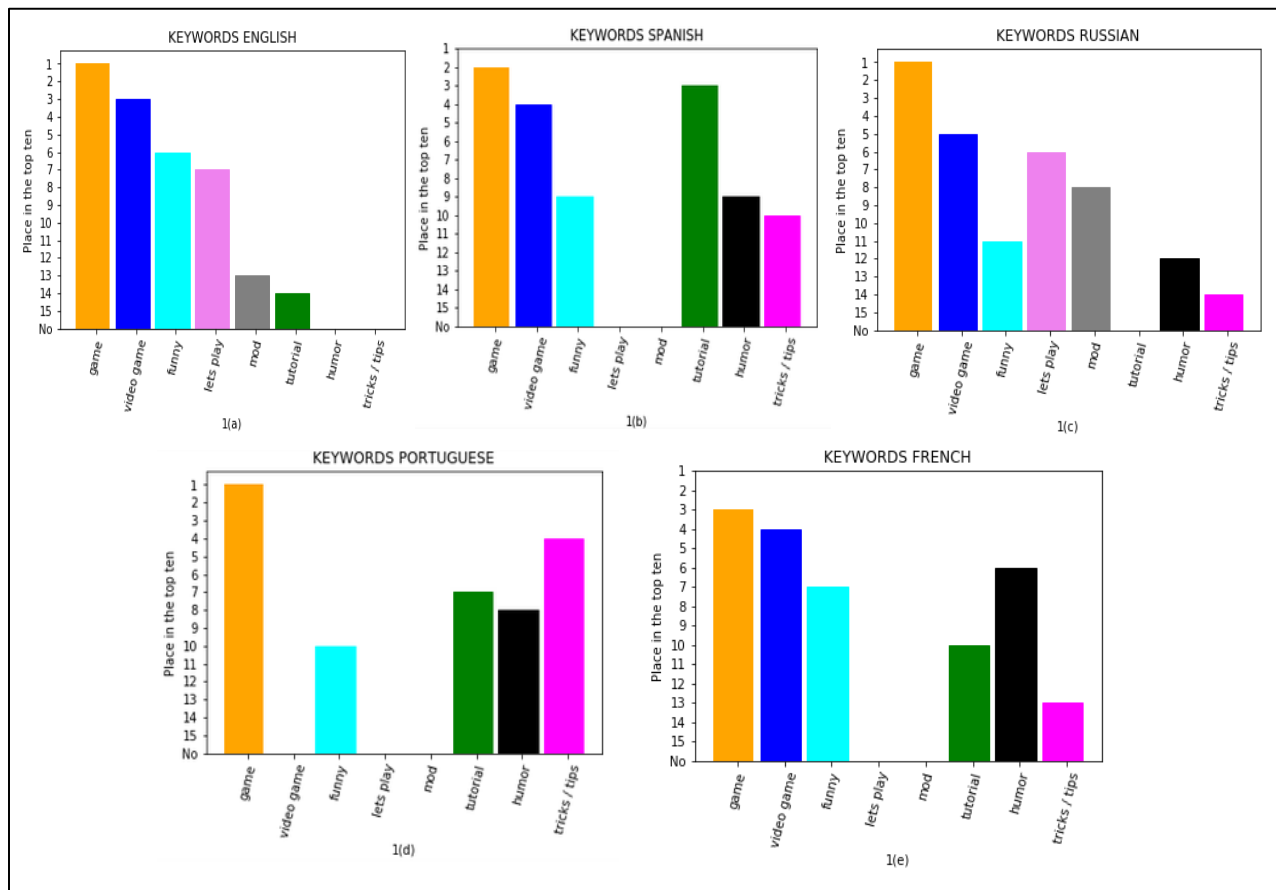 KEYWORDS ENGLISH
Place in the top ten
1
2
3
4
5
6
7
8
9
10
11
12
13
14
15
No
game
video game
funny
lets play
mod
tutorial
humor
tricks / tips
1(a)
KEYWORDS SPANISH
Place in the top ten
1
2
3
4
5
6
7
8
9
10
11
12
13
14
15
No
game
video game
funny
lets play
mod
tutorial
humor
tricks / tips
1(b)
KEYWORDS RUSSIAN
Place in the top ten
1
2
3
4
5
6
7
8
9
10
11
12
13
14
15
No
game
video game
funny
lets play
mod
tutorial
humor
tricks / tips
1(c)
KEYWORDS PORTUGUESE
Place in the top ten
1
2
3
4
5
6
7
8
9
10
11
12
13
14
15
No
game
video game
funny
lets play
mod
tutorial
humor
tricks / tips
1(d)
KEYWORDS FRENCH
Place in the top ten
1
2
3
4
5
6
7
8
9
10
11
12
13
14
15
No
game
video game
funny
lets play
mod
tutorial
humor
tricks / tips
1(e)